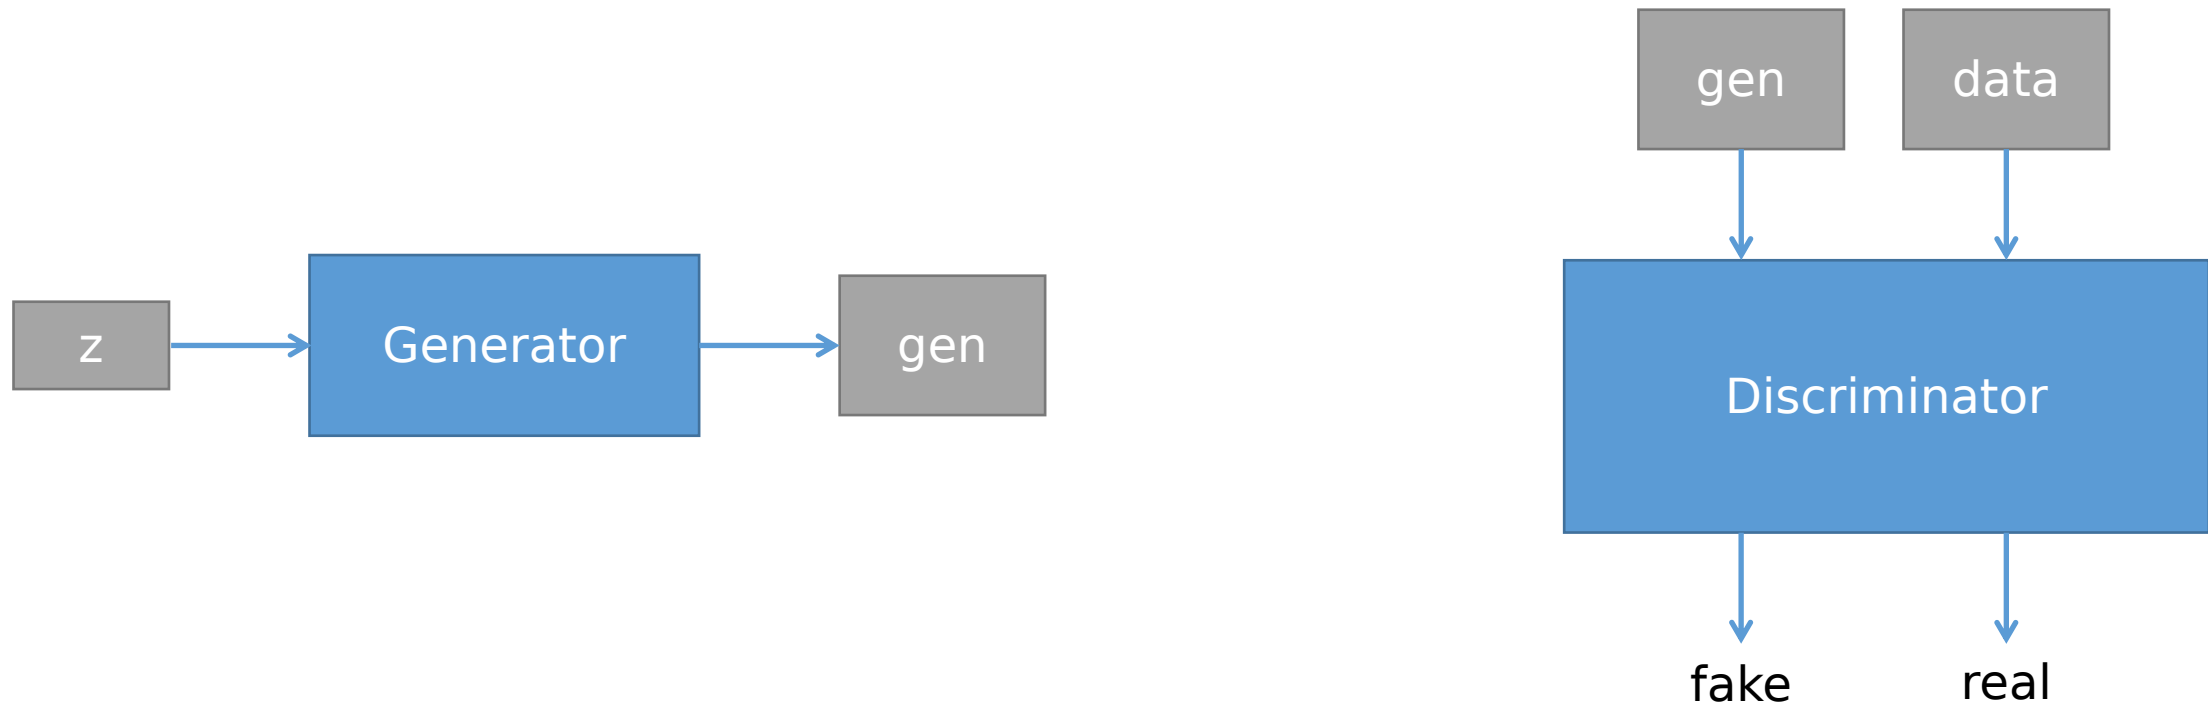 z
Generator
gen
gen
data
Discriminator
fake
real